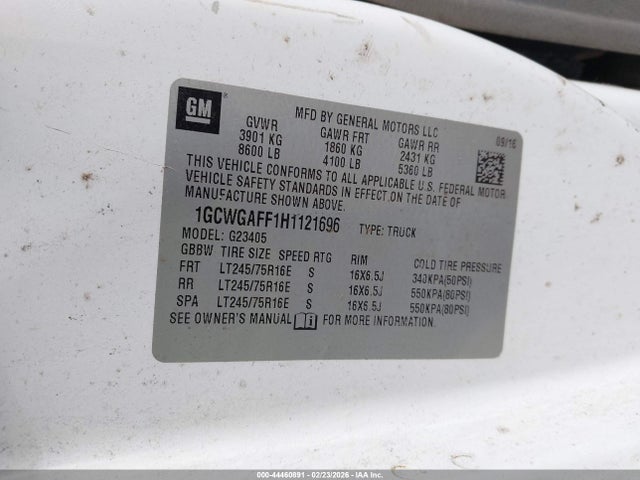 GM
MFD BY GENERAL MOTORS LLC
09/16
GVWR GAWR FRT GAWR RR
3901 KG 1860 KG 2431 KG
8600 LB 4100 LB 5360 LB
THIS VEHICLE CONFORMS TO ALL APPLICABLE U.S. FEDERAL MOTOR
VEHICLE SAFETY STANDARDS IN EFFECT ON THE DATE OF
MANUFACTURE SHOWN ABOVE.
1GCWGAFF1H1121696 TYPE: TRUCK
MODEL: G23405
GBBW TIRE SIZE SPEED RTG RIM COLD TIRE PRESSURE
FRT LT245/75R16E S 16X6.5J 340KPA(50PSI)
RR LT245/75R16E S 16X6.5J 550KPA(80PSI)
SPA LT245/75R16E S 16X6.5J 550KPA(80PSI)
SEE OWNER'S MANUAL FOR MORE INFORMATION.
000-44460891 - 02/23/2026 - IAAI.COM